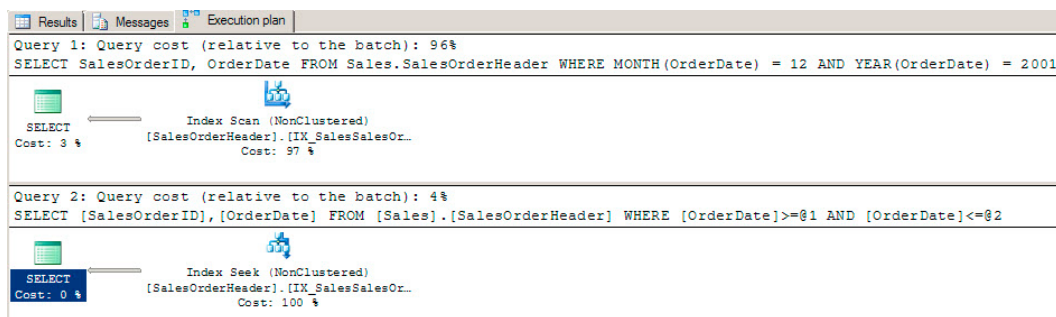 Results Messages Execution plan
Query 1: Query cost (relative to the batch): 96%
SELECT SalesOrderID, OrderDate FROM Sales.SalesOrderHeader WHERE MONTH(OrderDate) = 12 AND YEAR(OrderDate) = 2001
SELECT
Cost: 3 %
Index Scan (NonClustered)
[SalesOrderHeader].[IX_SalesSalesOr…
Cost: 97 %
Query 2: Query cost (relative to the batch): 4%
SELECT [SalesOrderID],[OrderDate] FROM [Sales].[SalesOrderHeader] WHERE [OrderDate]>=@1 AND [OrderDate]<=@2
SELECT
Cost: 0 %
Index Seek (NonClustered)
[SalesOrderHeader].[IX_SalesSalesOr…
Cost: 100 %